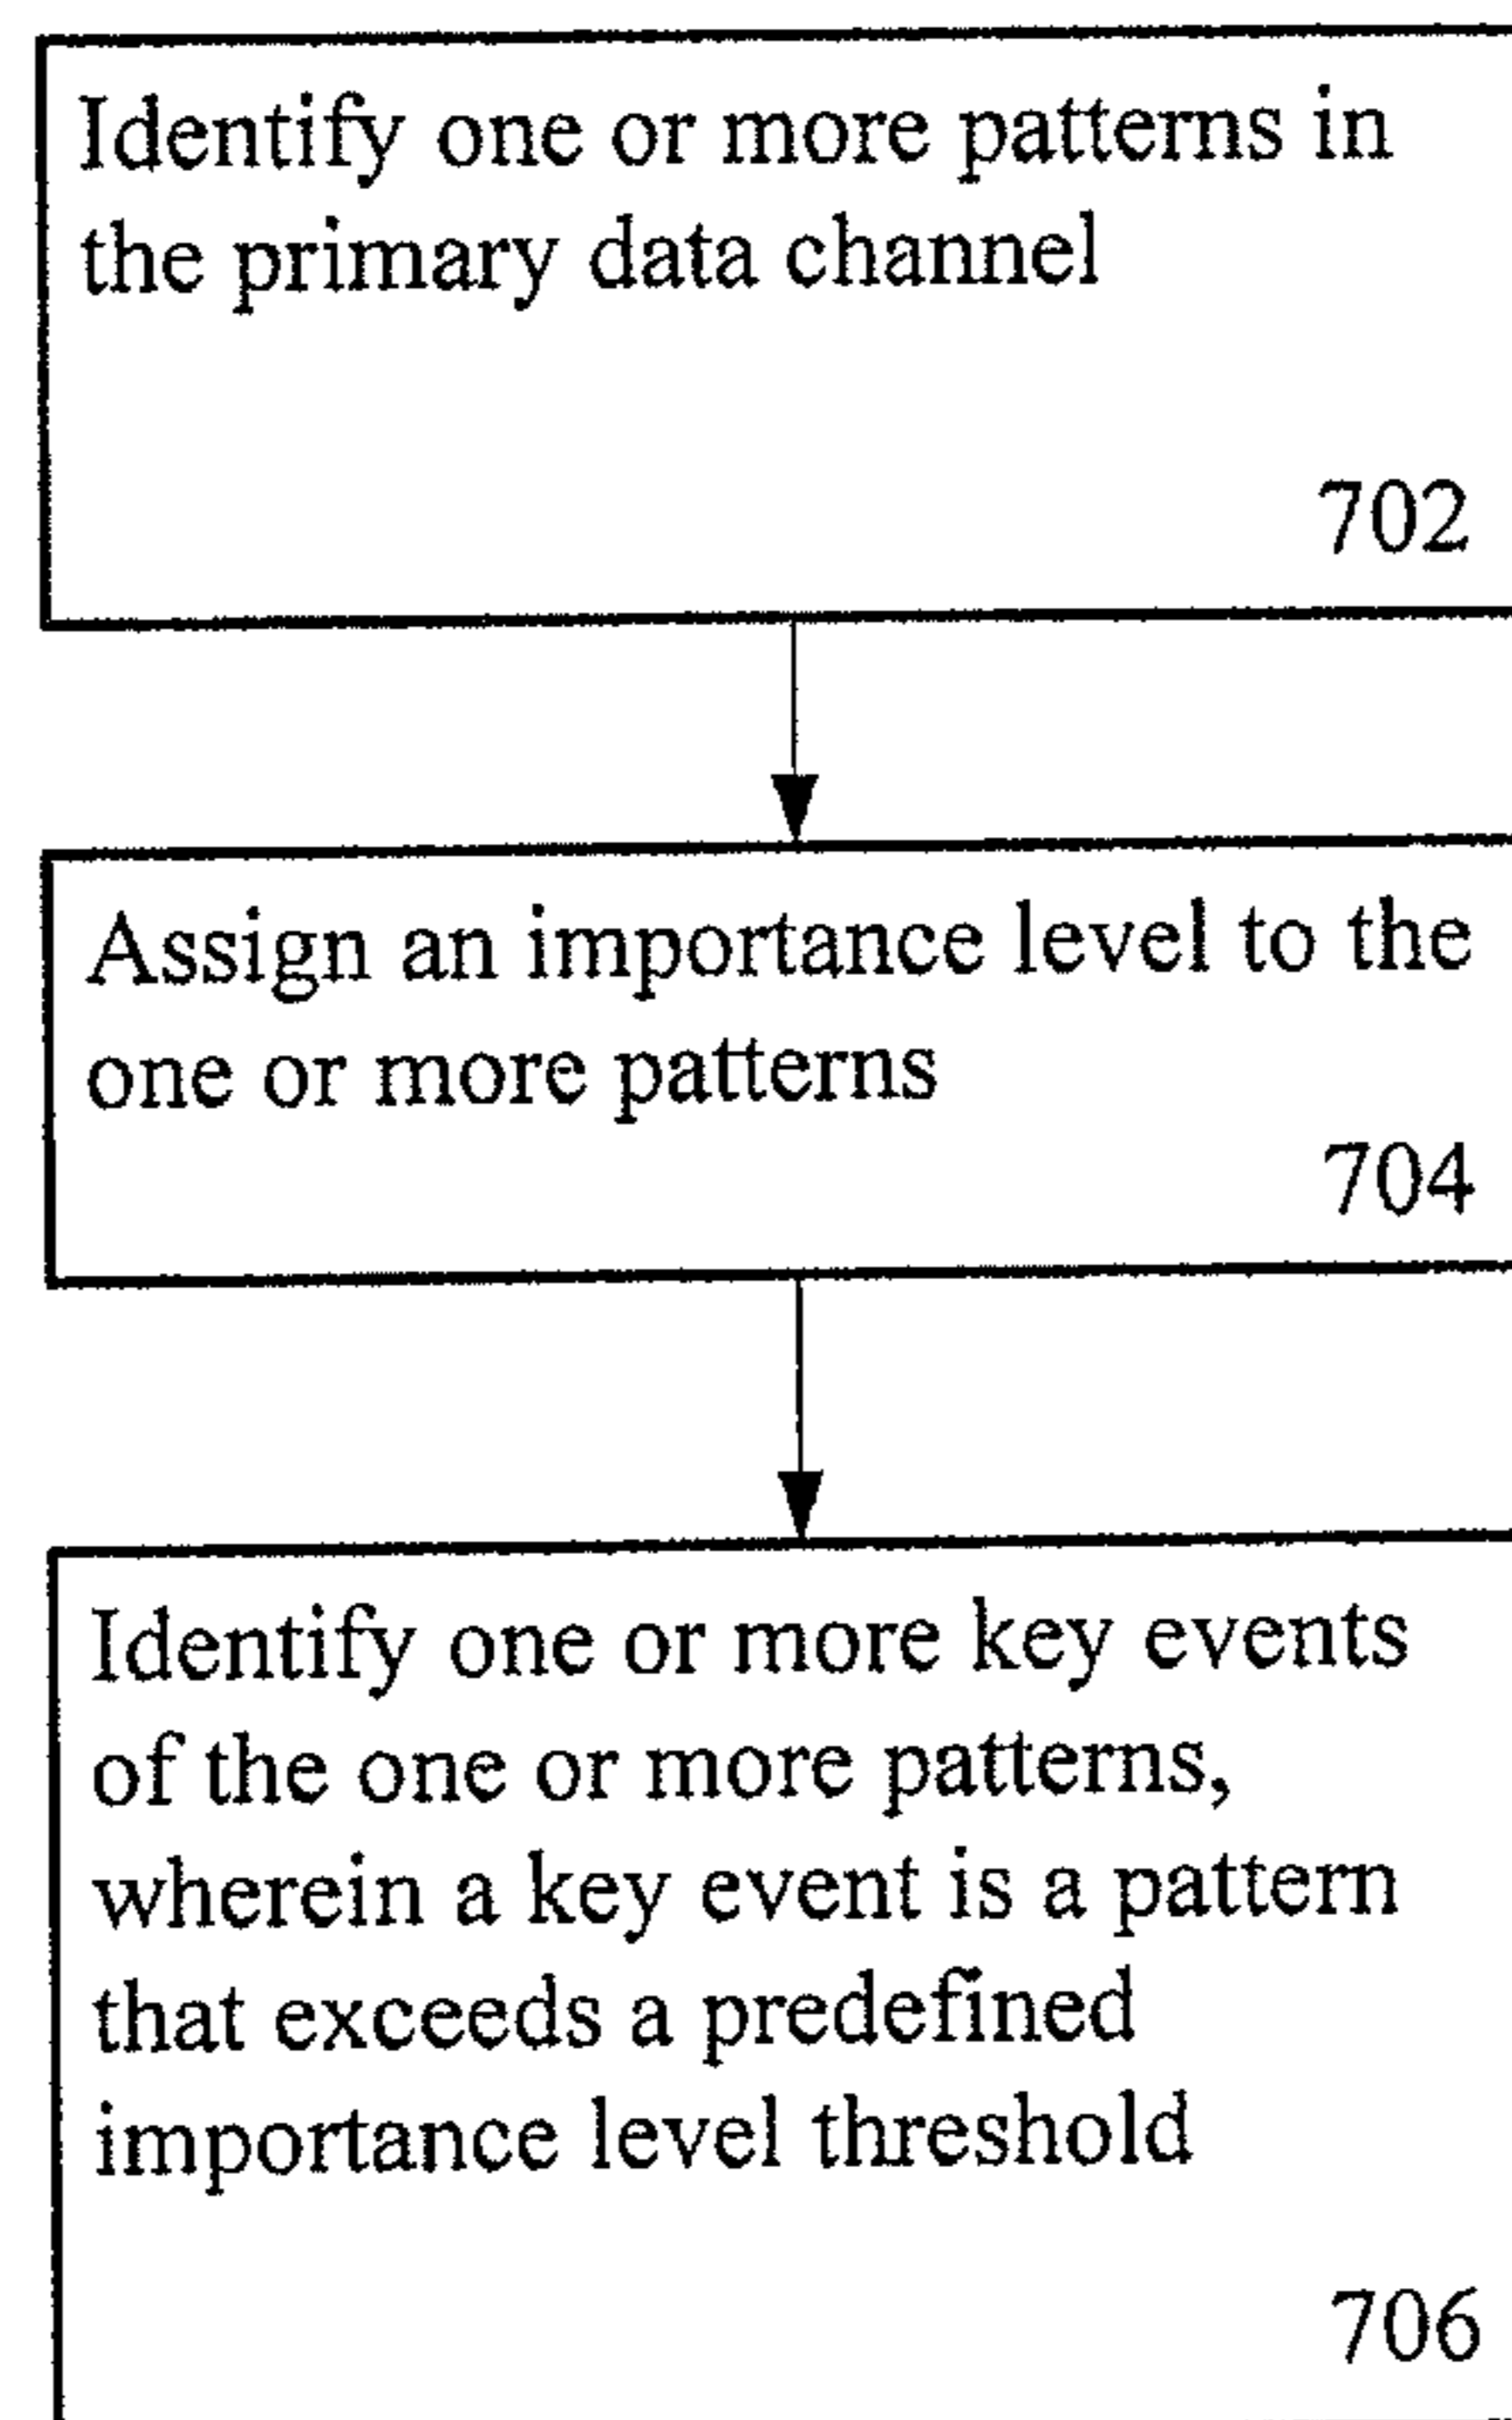 Identify one or more patterns in
the primary data channel
702
Assign an importance level to the
one or more patterns
704
Identify one or more key events
of the one or more patterns,
wherein a key event is a pattern
that exceeds a predefined
importance level threshold
706